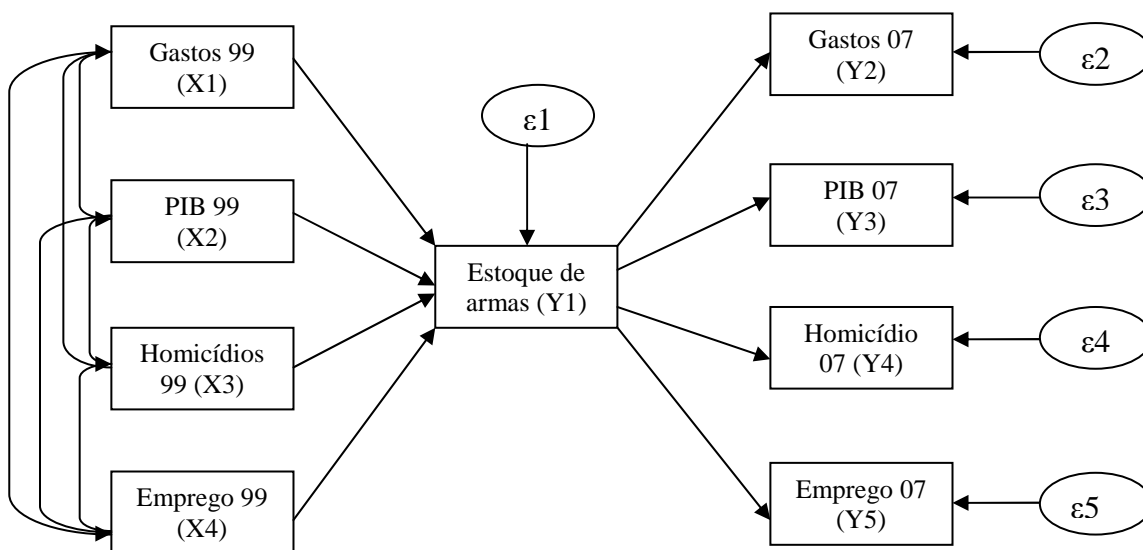 Gastos 99
(X1)
PIB 99
(X2)
Homicídios
99 (X3)
Emprego 99
(X4)
ε1
Estoque de
armas (Y1)
Gastos 07
(Y2)
ε2
PIB 07
(Y3)
ε3
Homicídio
07 (Y4)
ε4
Emprego 07
(Y5)
ε5